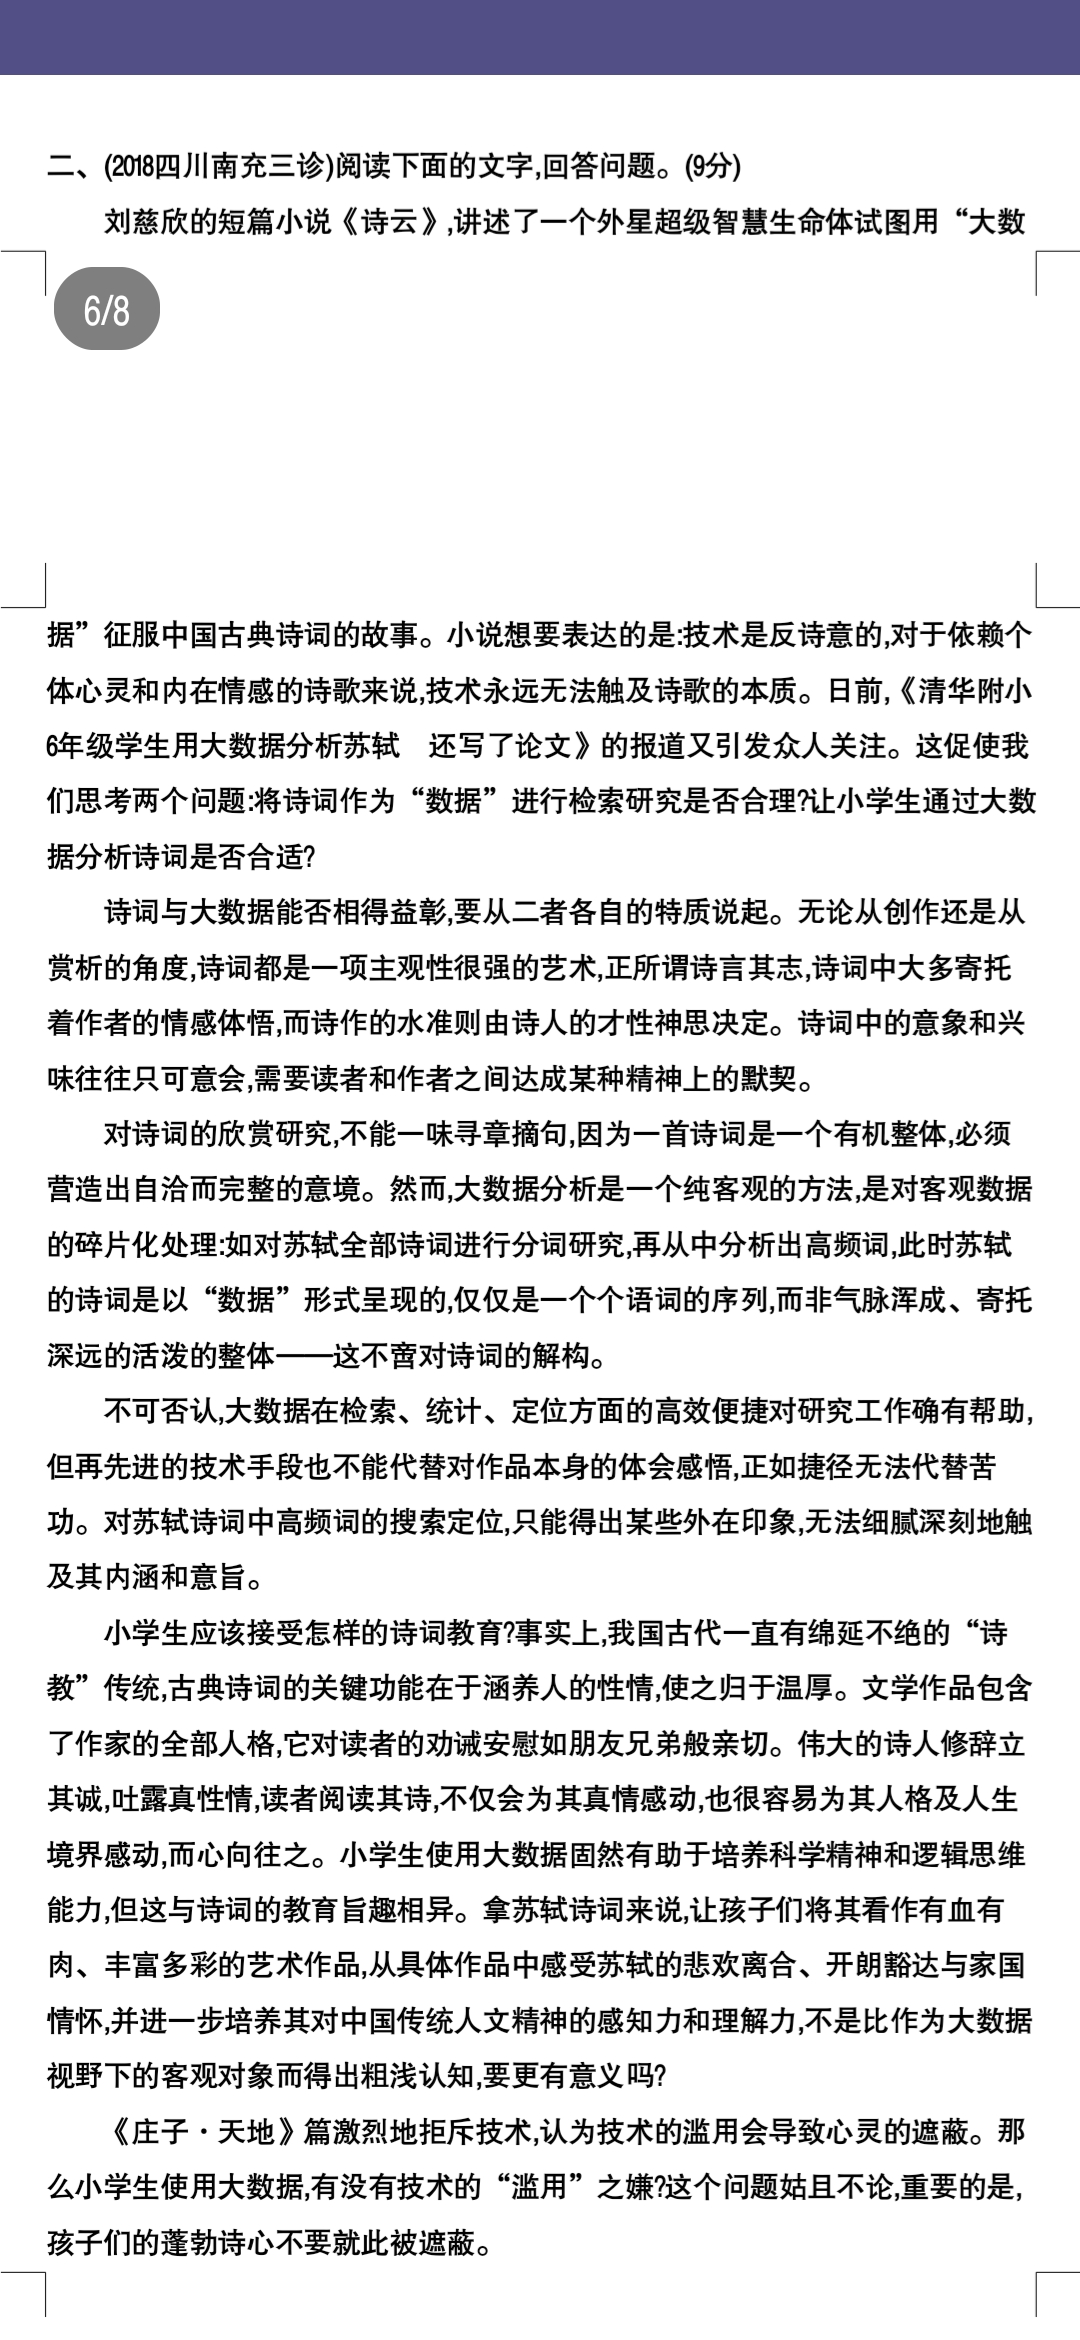 二、(2018四川南充三诊)阅读下面的文字,回答问题。(9分)
刘慈欣的短篇小说《诗云》,讲述了一个外星超级智慧生命体试图用“大数
6/8
据”征服中国古典诗词的故事。小说想要表达的是:技术是反诗意的,对于依赖个
体心灵和内在情感的诗歌来说,技术永远无法触及诗歌的本质。日前,《清华附小
6年级学生用大数据分析苏轼　还写了论文》的报道又引发众人关注。这促使我
们思考两个问题:将诗词作为“数据”进行检索研究是否合理?让小学生通过大数
据分析诗词是否合适?
诗词与大数据能否相得益彰,要从二者各自的特质说起。无论从创作还是从
赏析的角度,诗词都是一项主观性很强的艺术,正所谓诗言其志,诗词中大多寄托
着作者的情感体悟,而诗作的水准则由诗人的才性神思决定。诗词中的意象和兴
味往往只可意会,需要读者和作者之间达成某种精神上的默契。
对诗词的欣赏研究,不能一味寻章摘句,因为一首诗词是一个有机整体,必须
营造出自洽而完整的意境。然而,大数据分析是一个纯客观的方法,是对客观数据
的碎片化处理:如对苏轼全部诗词进行分词研究,再从中分析出高频词,此时苏轼
的诗词是以“数据”形式呈现的,仅仅是一个个语词的序列,而非气脉浑成、寄托
深远的活泼的整体——这不啻对诗词的解构。
不可否认,大数据在检索、统计、定位方面的高效便捷对研究工作确有帮助,
但再先进的技术手段也不能代替对作品本身的体会感悟,正如捷径无法代替苦
功。对苏轼诗词中高频词的搜索定位,只能得出某些外在印象,无法细腻深刻地触
及其内涵和意旨。
小学生应该接受怎样的诗词教育?事实上,我国古代一直有绵延不绝的“诗
教”传统,古典诗词的关键功能在于涵养人的性情,使之归于温厚。文学作品包含
了作家的全部人格,它对读者的劝诫安慰如朋友兄弟般亲切。伟大的诗人修辞立
其诚,吐露真性情,读者阅读其诗,不仅会为其真情感动,也很容易为其人格及人生
境界感动,而心向往之。小学生使用大数据固然有助于培养科学精神和逻辑思维
能力,但这与诗词的教育旨趣相异。拿苏轼诗词来说,让孩子们将其看作有血有
肉、丰富多彩的艺术作品,从具体作品中感受苏轼的悲欢离合、开朗豁达与家国
情怀,并进一步培养其对中国传统人文精神的感知力和理解力,不是比作为大数据
视野下的客观对象而得出粗浅认知,要更有意义吗?
《庄子·天地》篇激烈地拒斥技术,认为技术的滥用会导致心灵的遮蔽。那
么小学生使用大数据,有没有技术的“滥用”之嫌?这个问题姑且不论,重要的是,
孩子们的蓬勃诗心不要就此被遮蔽。